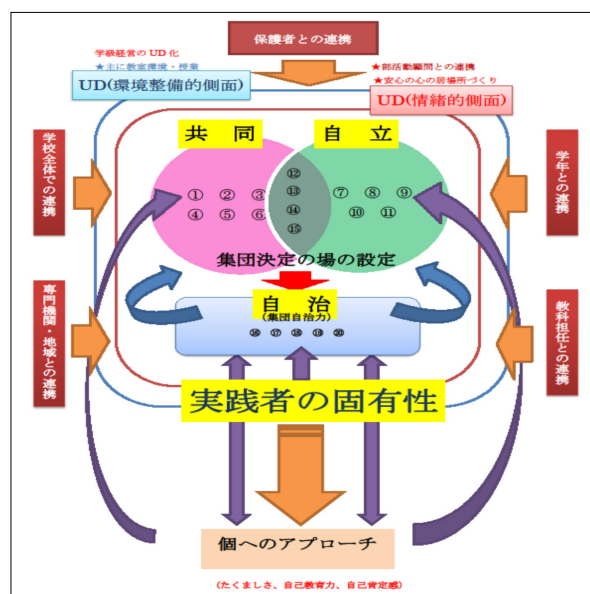 保護者との連携
学級経営のUD化
★主に教室環境・授業
UD(環境整備的側面)
★部活動顧問との連携
★安心の心の居場所づくり
UD(情緒的側面)
共 同
自 立
学校全体での連携
学年との連携
① ② ③
④ ⑤ ⑥
⑫
⑬
⑭
⑮
⑦ ⑧ ⑨
⑩ ⑪
集団決定の場の設定
自 治
(集団自治力)
⑯ ⑰ ⑱ ⑲ ⑳
専門機関・地域との連携
教科担任との連携
実践者の固有性
個へのアプローチ
(たくましさ、自己教育力、自己肯定感)